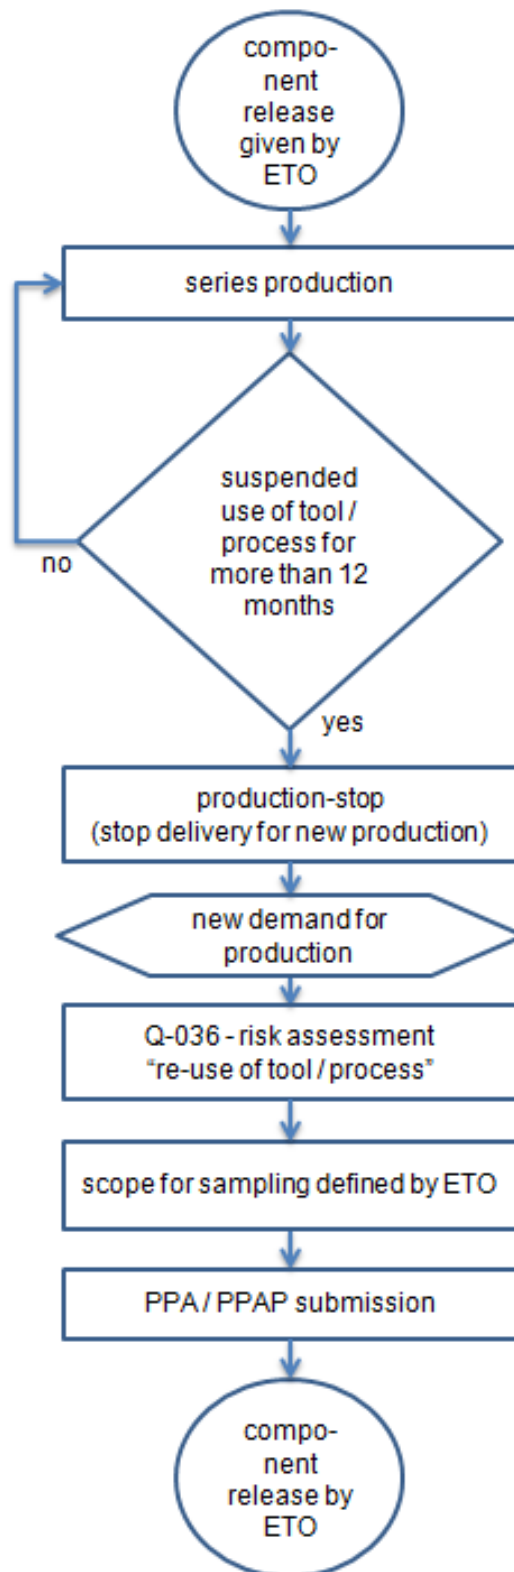 compo-
nent
release
given by
ETO
series production
suspended
use of tool /
process for
more than 12
months
no
yes
production-stop
(stop delivery for new production)
new demand for
production
Q-036 - risk assessment
“re-use of tool / process”
scope for sampling defined by ETO
PPA / PPAP submission
compo-
nent
release by
ETO